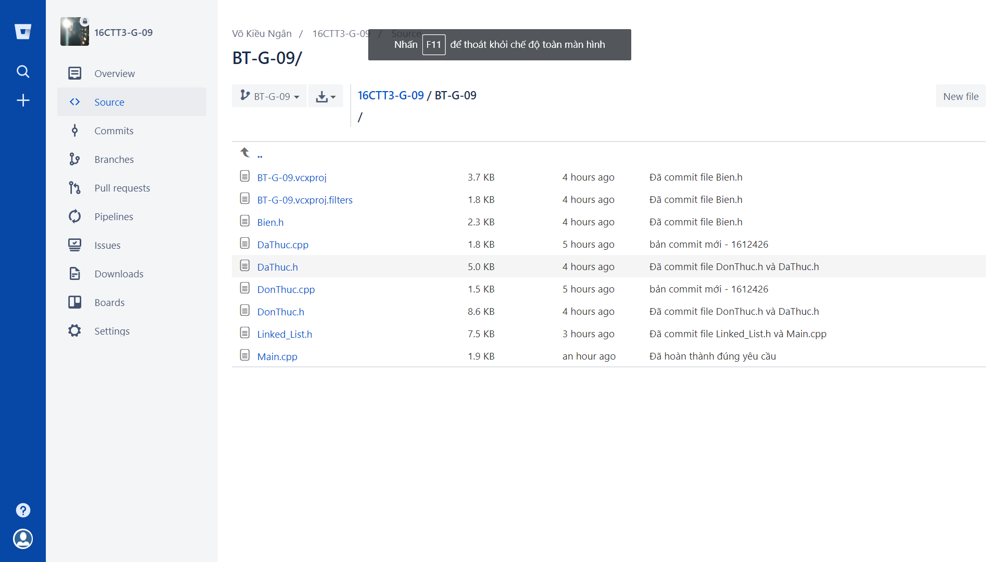 16CTT3-G-09
Overview
Source
Commits
Branches
Pull requests
Pipelines
Issues
Downloads
Boards
Settings
Võ Kiều Ngân / 16CTT3-G-09 / Source
Nhấn F11 để thoát khỏi chế độ toàn màn hình
BT-G-09/
BT-G-09
16CTT3-G-09 / BT-G-09
/
New file
..
BT-G-09.vcxproj 3.7 KB 4 hours ago Đã commit file Bien.h
BT-G-09.vcxproj.filters 1.8 KB 4 hours ago Đã commit file Bien.h
Bien.h 2.3 KB 4 hours ago Đã commit file Bien.h
DaThuc.cpp 1.8 KB 5 hours ago bản commit mới - 1612426
DaThuc.h 5.0 KB 4 hours ago Đã commit file DonThuc.h và DaThuc.h
DonThuc.cpp 1.5 KB 5 hours ago bản commit mới - 1612426
DonThuc.h 8.6 KB 4 hours ago Đã commit file DonThuc.h và DaThuc.h
Linked_List.h 7.5 KB 3 hours ago Đã commit file Linked_List.h và Main.cpp
Main.cpp 1.9 KB an hour ago Đã hoàn thành đúng yêu cầu